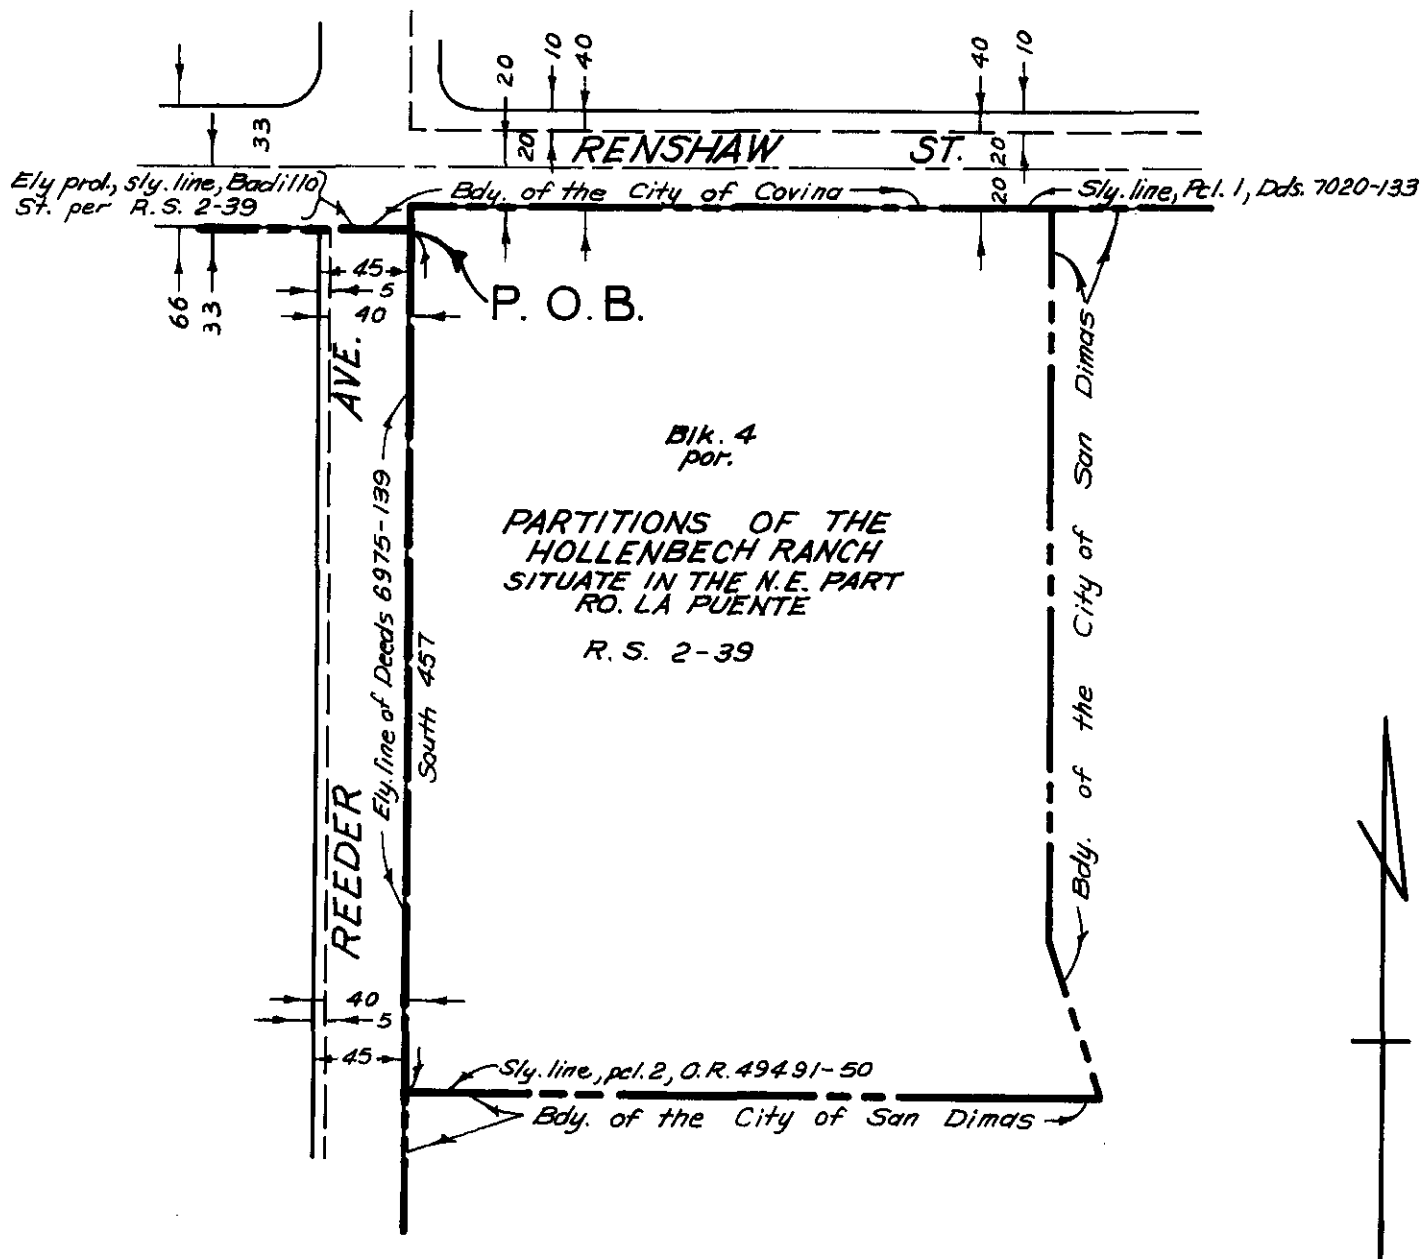 20
10
40
40
10
33
20
RENSHAW ST.
20
20
Ely prol., sly. line, Badillo
St. per R.S. 2-39
Bdy. of the City of Covina
Sly. line, Pcl. 1, Dds. 7020-133
45
5
40
66
33
P. O. B.
REEDER AVE.
Ely. line of Deeds 6975-139
South 457
Blk. 4
por.
PARTITIONS OF THE
HOLLENBECH RANCH
SITUATE IN THE N.E. PART
RO. LA PUENTE
R. S. 2-39
Bdy. of the City of San Dimas
40
5
45
Sly. line, pcl. 2, O.R. 49491-50
Bdy. of the City of San Dimas